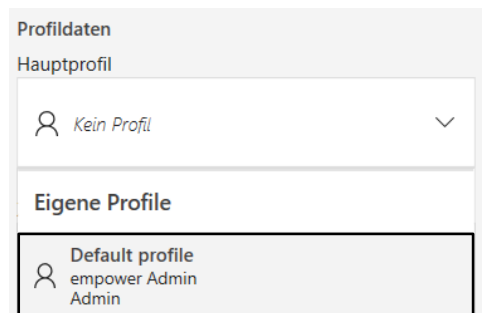 Profildaten
Hauptprofil
Kein Profil
Eigene Profile
Default profile
empower Admin
Admin